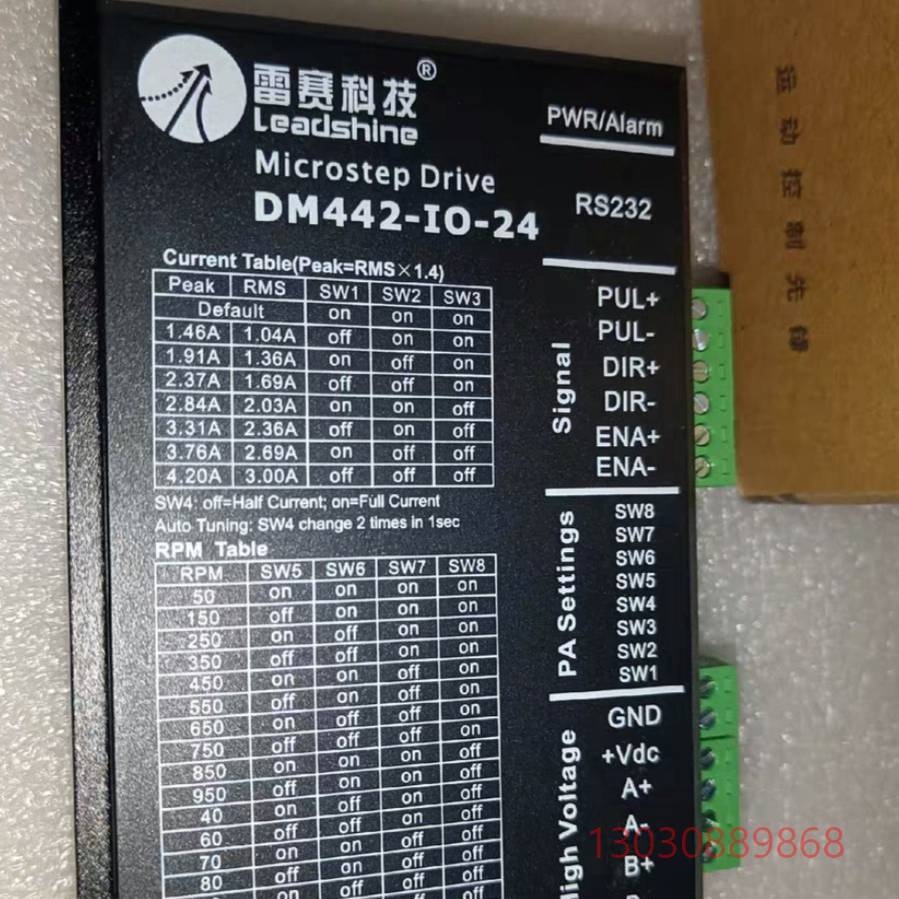 雷赛科技®
Leadshine
Microstep Drive
DM442-IO-24
Current Table(Peak=RMS×1.4)
Peak RMS SW1 SW2 SW3
Default on on on
1.46A 1.04A off on on
1.91A 1.36A on off on
2.37A 1.69A off off on
2.84A 2.03A on on off
3.31A 2.36A off on off
3.76A 2.69A on off off
4.20A 3.00A off off off
SW4: off=Half Current; on=Full Current
Auto Tuning: SW4 change 2 times in 1sec
RPM Table
RPM SW5 SW6 SW7 SW8
50 on on on on
150 off on on on
250 on off on on
350 off off on on
450 on on off on
550 off on off on
650 on off off on
750 off off off on
850 on on on off
950 off on on off
40 on off on off
60 off off on off
70 on on off off
80 off on off off
on off off
PWR/Alarm
RS232
Signal
PUL+
PUL-
DIR+
DIR-
ENA+
ENA-
PA Settings
SW8
SW7
SW6
SW5
SW4
SW3
SW2
SW1
High Voltage
GND
+Vdc
A+
A-
B+
运动控制先锋
13030889868